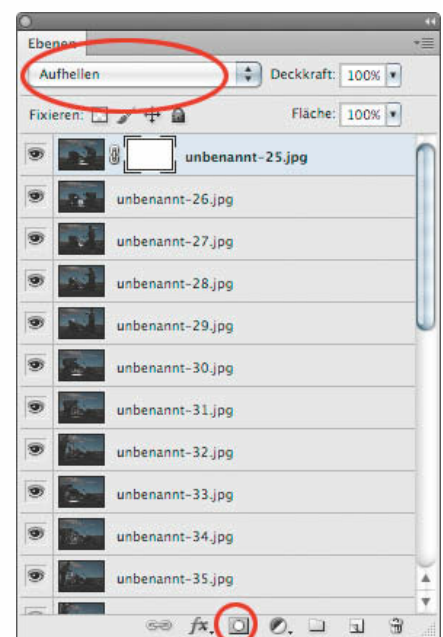 Ebenen
Aufhellen Deckkraft: 100%
Fixieren: Fläche: 100%
unbenannt-25.jpg
unbenannt-26.jpg
unbenannt-27.jpg
unbenannt-28.jpg
unbenannt-29.jpg
unbenannt-30.jpg
unbenannt-31.jpg
unbenannt-32.jpg
unbenannt-33.jpg
unbenannt-34.jpg
unbenannt-35.jpg
fx.